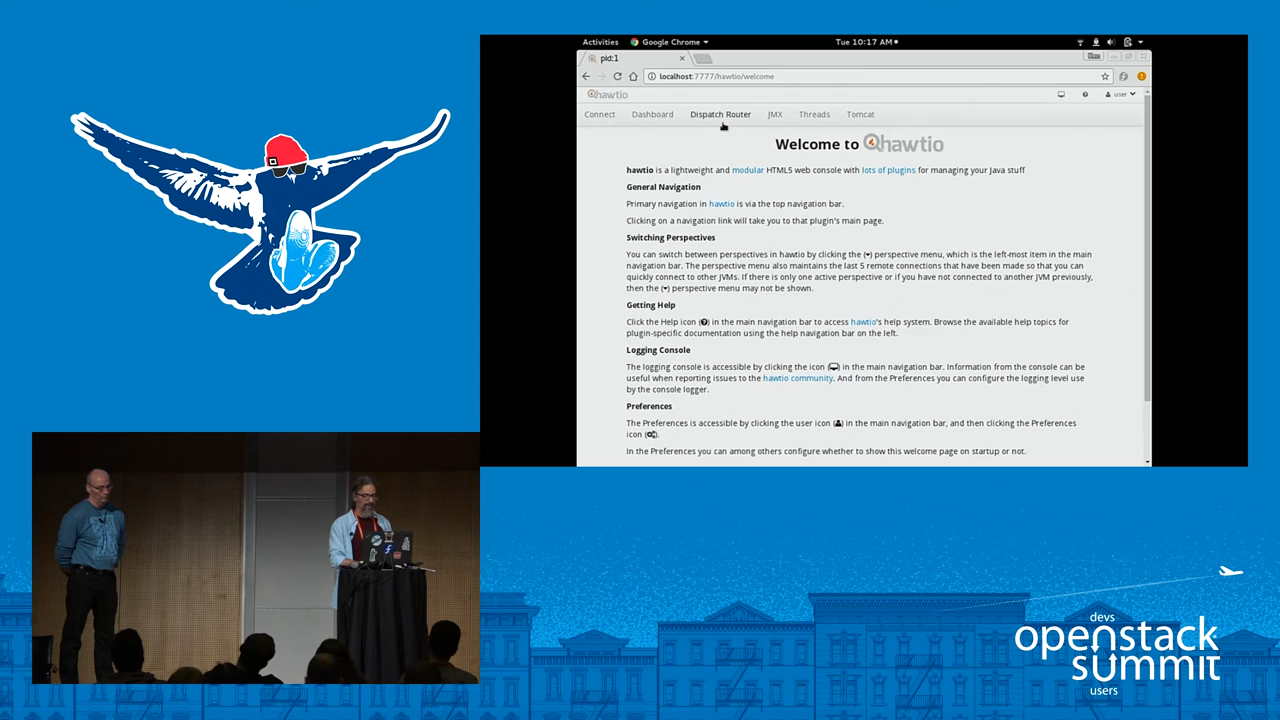 Activities Google Chrome Tue 10:17 AM
pid:1
localhost:7777/hawtio/welcome
hawtio user
Connect Dashboard Dispatch Router JMX Threads Tomcat
Welcome to hawtio
hawtio is a lightweight and modular HTML5 web console with lots of plugins for managing your Java stuff
General Navigation
Primary navigation in hawtio is via the top navigation bar.
Clicking on a navigation link will take you to that plugin's main page.
Switching Perspectives
You can switch between perspectives in hawtio by clicking the (▾) perspective menu, which is the left-most item in the main
navigation bar. The perspective menu also maintains the last 5 remote connections that have been made so that you can
quickly connect to other JVMs. If there is only one active perspective or if you have not connected to another JVM previously,
then the (▾) perspective menu may not be shown.
Getting Help
Click the Help icon (?) in the main navigation bar to access hawtio's help system. Browse the available help topics for
plugin-specific documentation using the help navigation bar on the left.
Logging Console
The logging console is accessible by clicking the icon () in the main navigation bar. Information from the console can be
useful when reporting issues to the hawtio community. And from the Preferences you can configure the logging level use
by the console logger.
Preferences
The Preferences is accessible by clicking the user icon () in the main navigation bar, and then clicking the Preferences
icon ().
In the Preferences you can among others configure whether to show this welcome page on startup or not.
devs
openstack
summit
users